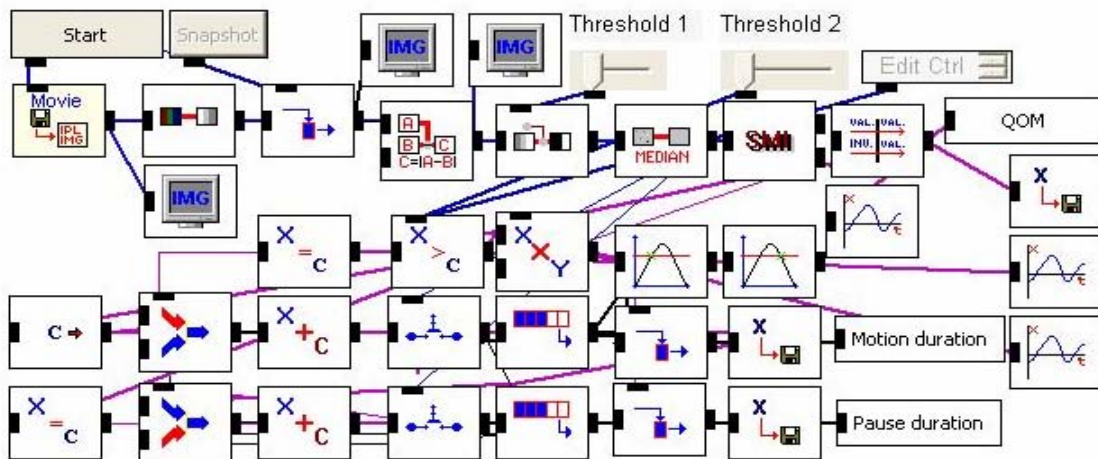 Threshold 1
Threshold 2
Start
Snapshot
IMG
IMG
Edit Ctrl
Movie
IPL
IMG
A
B C
C=|A-B|
MEDIAN
SMI
VAL. VAL.
INV. VAL.
QOM
IMG
X
X
t
X
= C
X
> C
X
X Y
X
t
C
X
+ C
X
Motion duration
X
t
X
= C
X
+ C
X
Pause duration